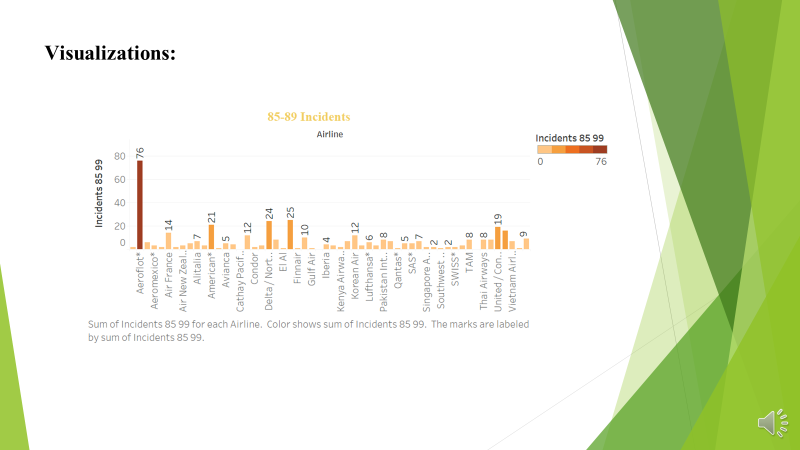 Visualizations:
85-89 Incidents
Airline
Incidents 85 99
80
60
40
20
0
76
14
7
21
5
12
24
25
10
4
12
6
8
5
7
2
2
8
8
19
9
Aeroflot*
Aeromexico*
Air France
Air New Zeal..
Alitalia
American*
Avianca
Cathay Pacif..
Condor
Delta / Nort..
El Al
Finnair
Gulf Air
Iberia
Kenya Airwa..
Korean Air
Lufthansa*
Pakistan Int..
Qantas*
SAS*
Singapore A..
Southwest ..
SWISS*
TAM
Thai Airways
United / Con..
Vietnam Airl..
Incidents 85 99
0 76
Sum of Incidents 85 99 for each Airline.  Color shows sum of Incidents 85 99.  The marks are labeled
by sum of Incidents 85 99.